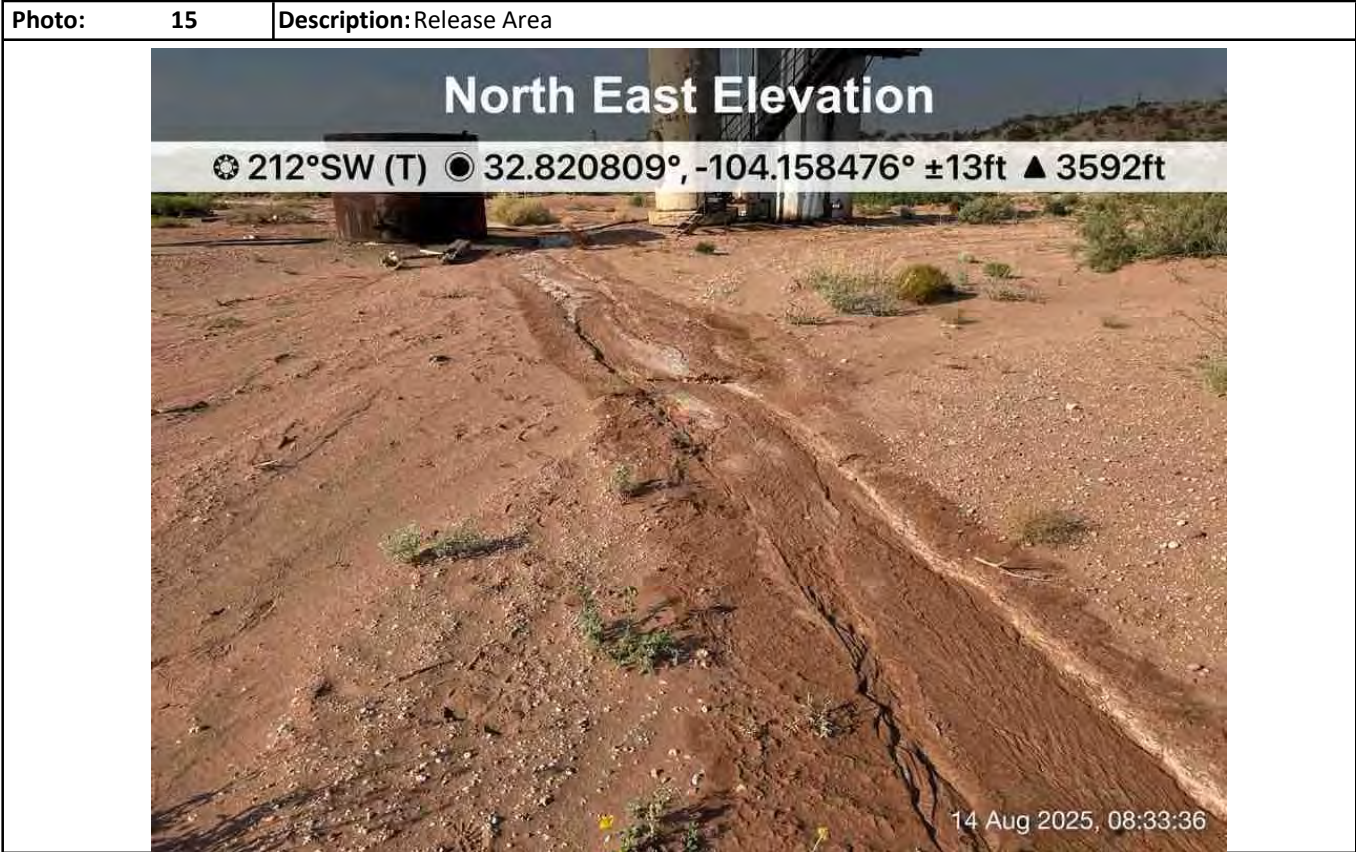 Photo: 15 Description: Release Area
North East Elevation
212°SW (T) 32.820809°, -104.158476° ±13ft ▲ 3592ft
14 Aug 2025, 08:33:36